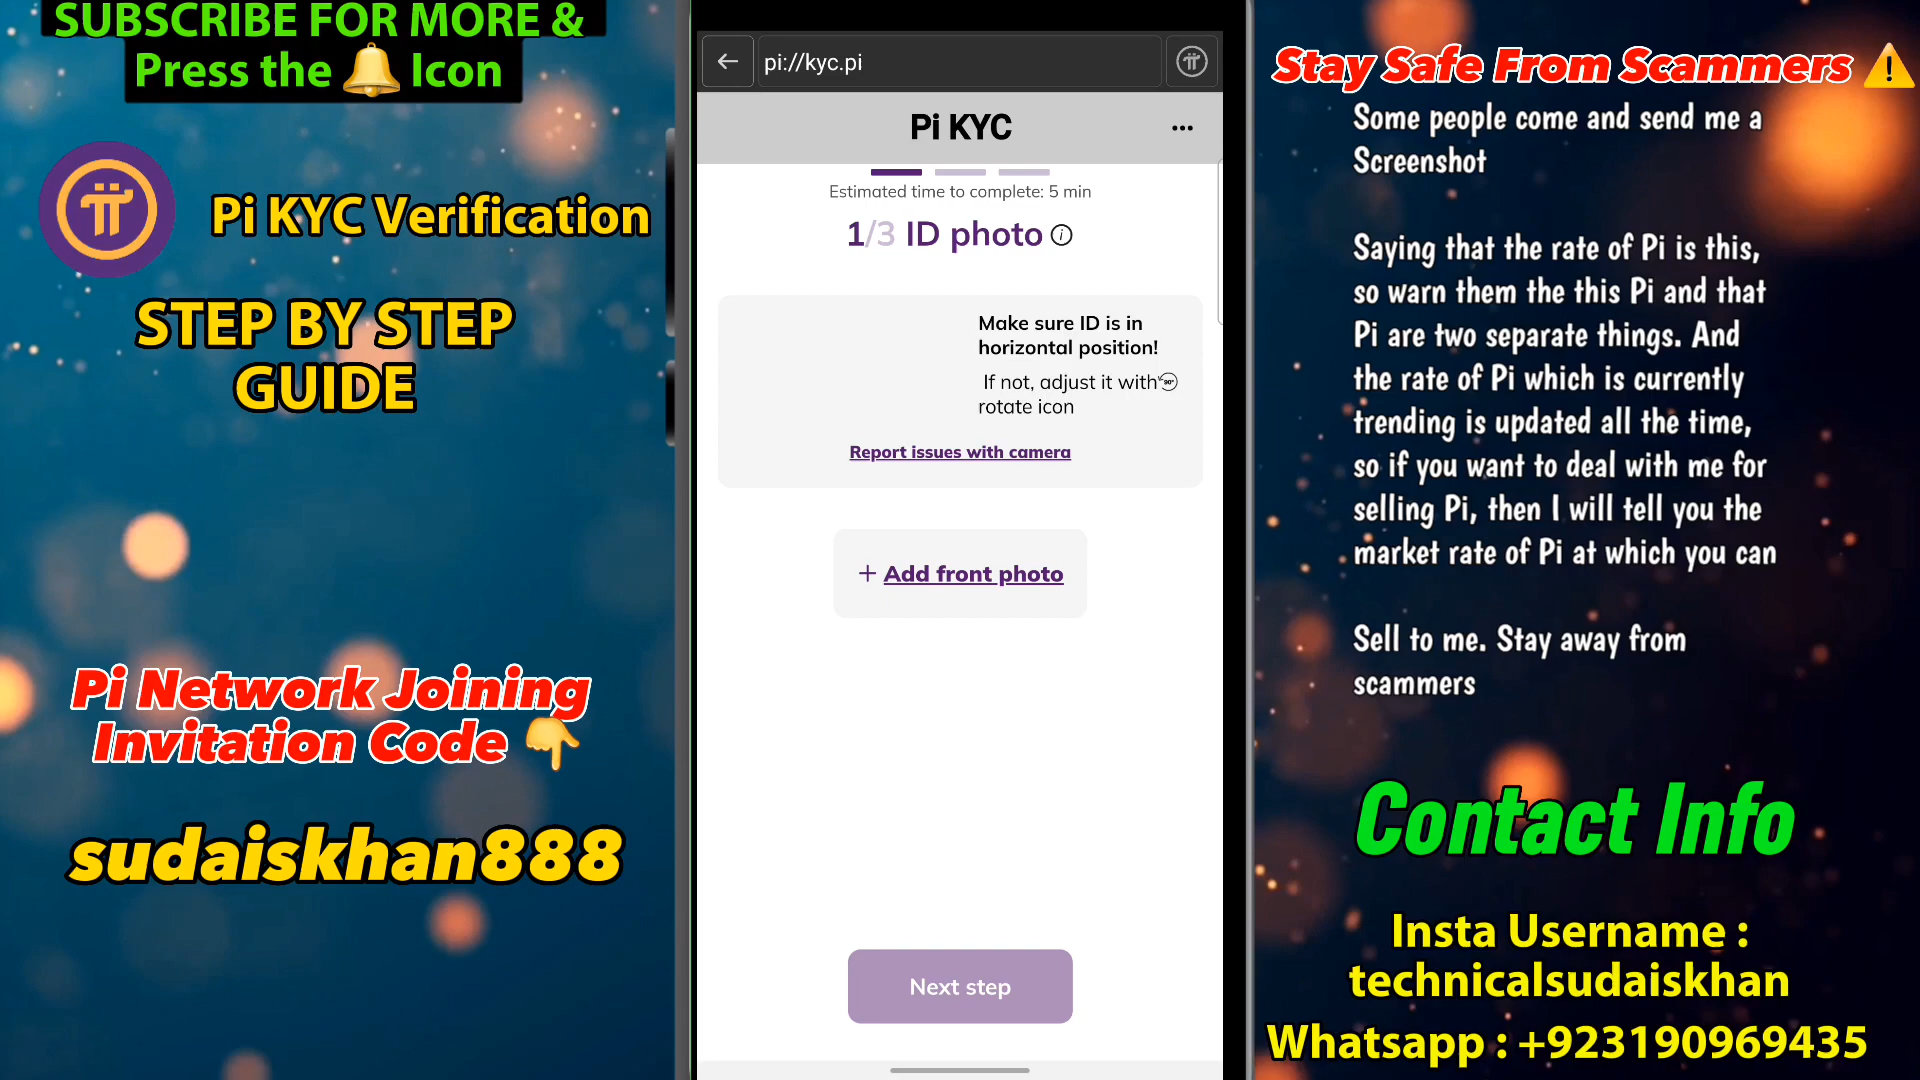 SUBSCRIBE FOR MORE &
Press the 🔔 Icon
Pi KYC Verification
STEP BY STEP
GUIDE
Pi Network Joining
Invitation Code 👇
sudaiskhan888
pi://kyc.pi
Pi KYC
Estimated time to complete: 5 min
1/3 ID photo
Make sure ID is in
horizontal position!
If not, adjust it with 90°
rotate icon
Report issues with camera
+ Add front photo
Next step
Stay Safe From Scammers ⚠️
Some people come and send me a
Screenshot
Saying that the rate of Pi is this,
so warn them the this Pi and that
Pi are two separate things. And
the rate of Pi which is currently
trending is updated all the time,
so if you want to deal with me for
selling Pi, then I will tell you the
market rate of Pi at which you can
Sell to me. Stay away from
scammers
Contact Info
Insta Username :
technicalsudaiskhan
Whatsapp : +923190969435